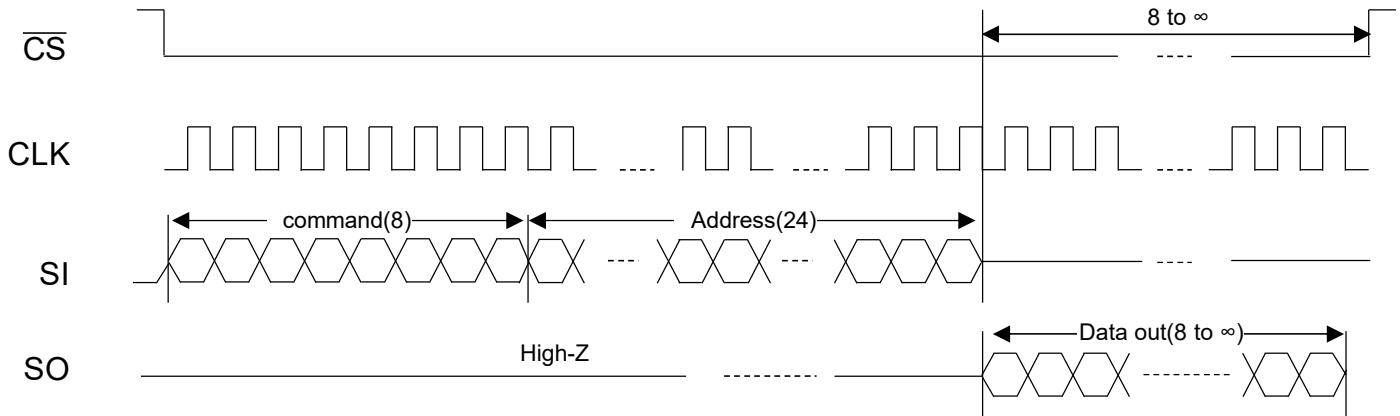 8 to ∞
CS
CLK
command(8)
Address(24)
SI
Data out(8 to ∞)
High-Z
SO